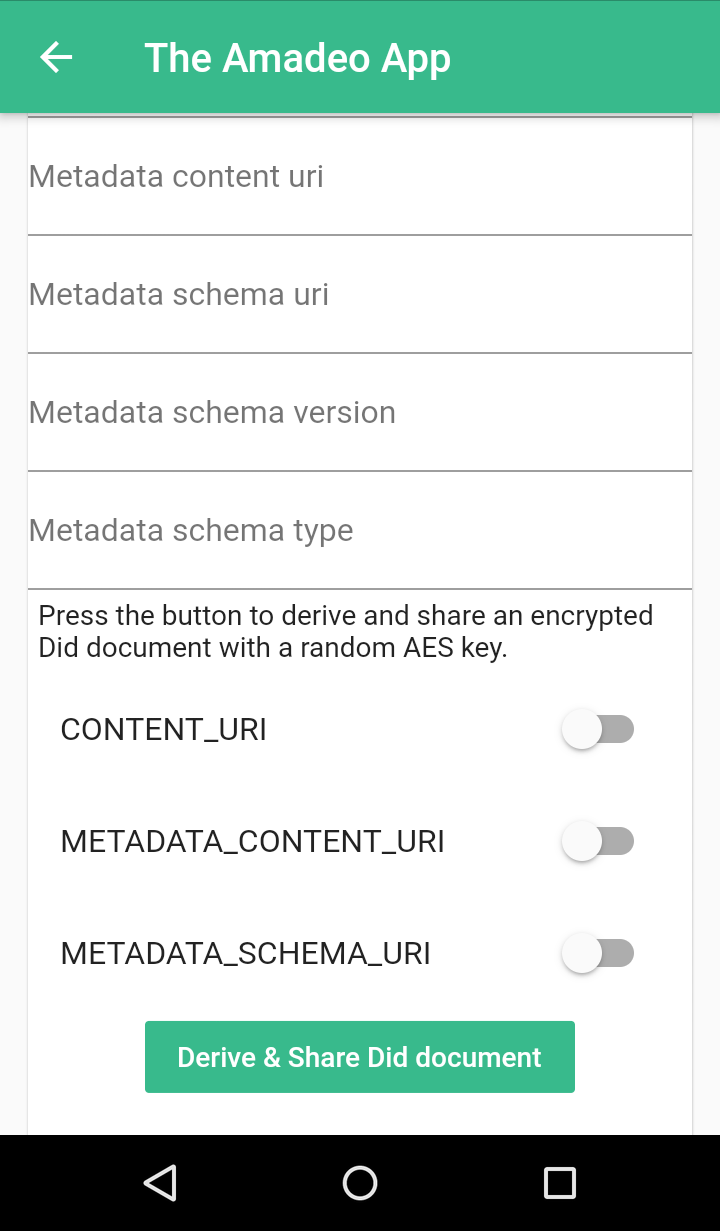 The Amadeo App
Metadata content uri
Metadata schema uri
Metadata schema version
Metadata schema type
Press the button to derive and share an encrypted
Did document with a random AES key.
CONTENT_URI
METADATA_CONTENT_URI
METADATA_SCHEMA_URI
Derive & Share Did document